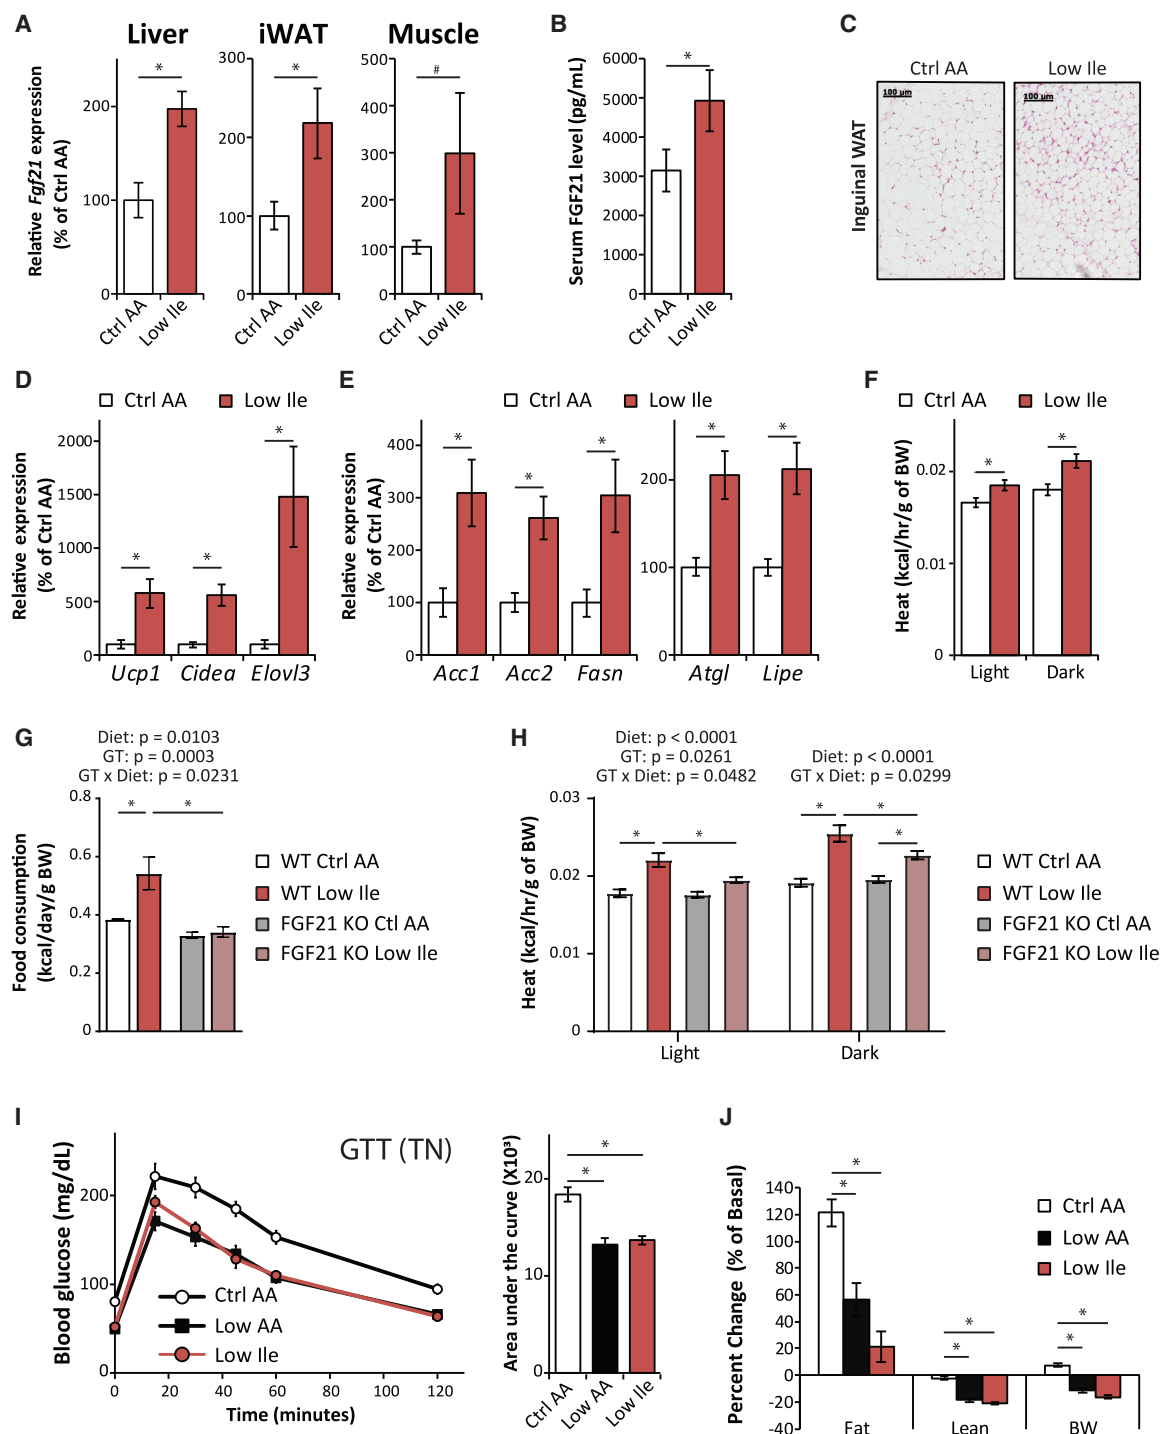 A
Liver
iWAT
Muscle
Relative Fgf21 expression
(% of Ctrl AA)
200
100
0
*
Ctrl AA
Low Ile
300
200
100
0
*
Ctrl AA
Low Ile
500
400
300
200
100
0
#
Ctrl AA
Low Ile
B
Serum FGF21 level (pg/mL)
6000
5000
4000
3000
2000
1000
0
*
Ctrl AA
Low Ile
C
Ctrl AA
Low Ile
Inguinal WAT
100 µm
100 µm
D
Ctrl AA
Low Ile
Relative expression
(% of Ctrl AA)
2000
1500
1000
500
0
*
*
*
Ucp1
Cidea
Elovl3
E
Ctrl AA
Low Ile
Relative expression
(% of Ctrl AA)
400
300
200
100
0
*
*
*
Acc1
Acc2
Fasn
200
100
0
*
*
Atgl
Lipe
F
Ctrl AA
Low Ile
Heat (kcal/hr/g of BW)
0.02
0.01
0
*
*
Light
Dark
G
Diet: p = 0.0103
GT: p = 0.0003
GT x Diet: p = 0.0231
Food consumption
(kcal/day/g BW)
0.8
0.6
0.4
0.2
0
*
*
WT Ctrl AA
WT Low Ile
FGF21 KO Ctl AA
FGF21 KO Low Ile
H
Diet: p < 0.0001
GT: p = 0.0261
GT x Diet: p = 0.0482
Diet: p < 0.0001
GT x Diet: p = 0.0299
Heat (kcal/hr/g of BW)
0.03
0.02
0.01
0
*
*
*
*
*
Light
Dark
WT Ctrl AA
WT Low Ile
FGF21 KO Ctl AA
FGF21 KO Low Ile
I
GTT (TN)
Blood glucose (mg/dL)
200
100
0
Ctrl AA
Low AA
Low Ile
0
20
40
60
80
100
120
Time (minutes)
Area under the curve (X10³)
20
10
0
*
*
Ctrl AA
Low AA
Low Ile
J
Percent Change (% of Basal)
140
120
100
80
60
40
20
0
-20
-40
*
*
*
*
*
*
Ctrl AA
Low AA
Low Ile
Fat
Lean
BW